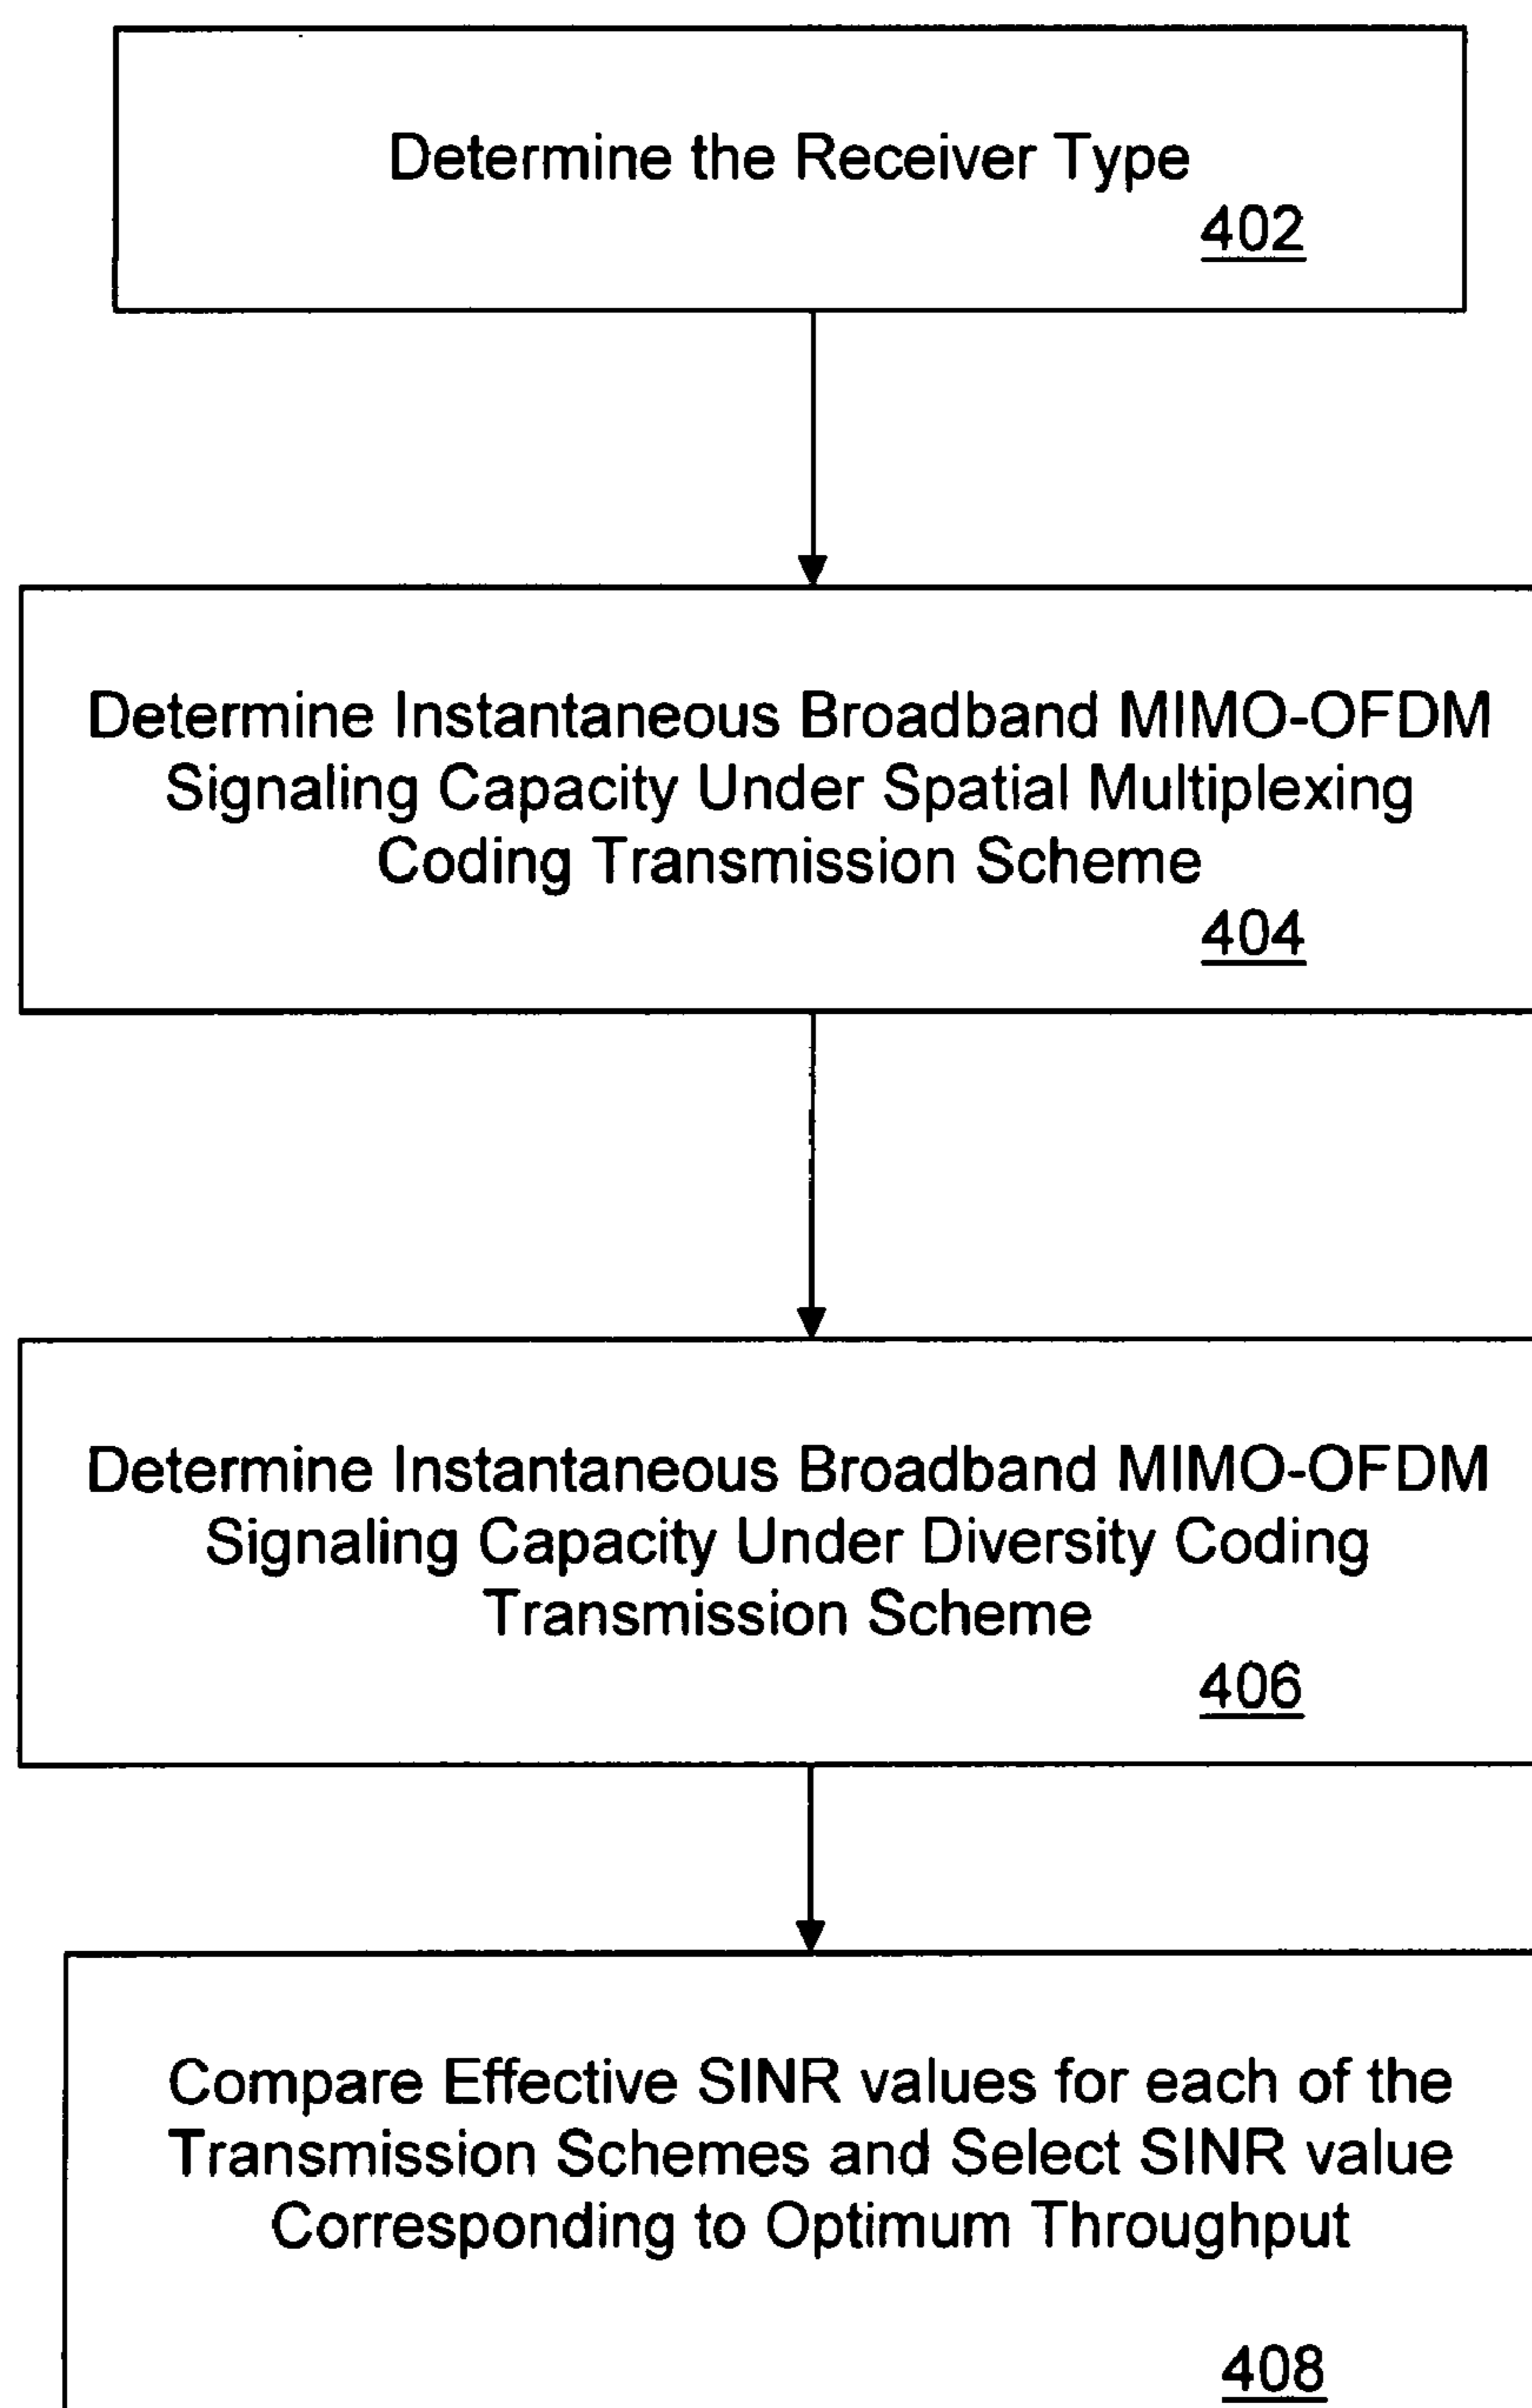 Determine the Receiver Type
402
Determine Instantaneous Broadband MIMO-OFDM
Signaling Capacity Under Spatial Multiplexing
Coding Transmission Scheme
404
Determine Instantaneous Broadband MIMO-OFDM
Signaling Capacity Under Diversity Coding
Transmission Scheme
406
Compare Effective SINR values for each of the
Transmission Schemes and Select SINR value
Corresponding to Optimum Throughput
408